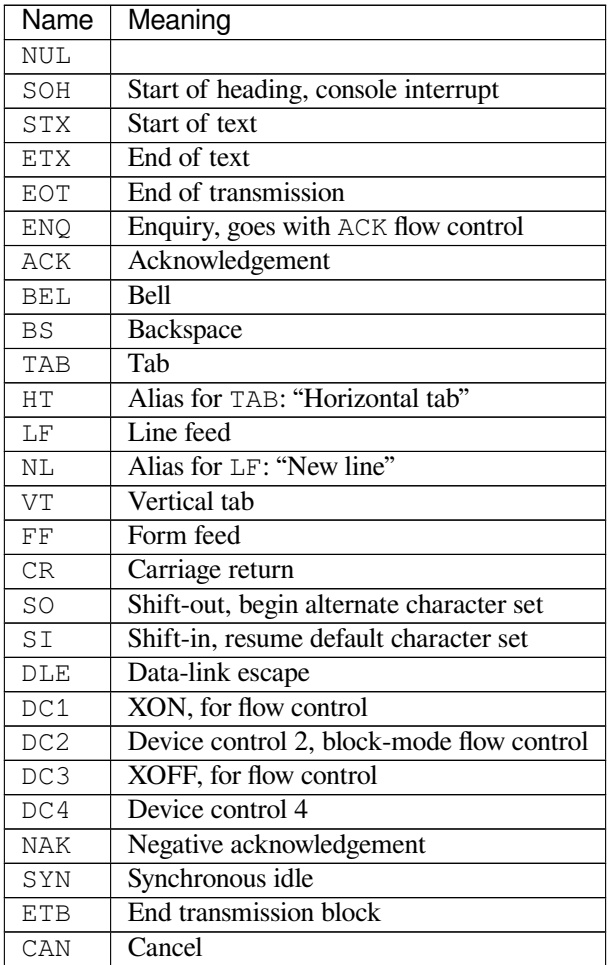 Name Meaning
NUL
SOH Start of heading, console interrupt
STX Start of text
ETX End of text
EOT End of transmission
ENQ Enquiry, goes with ACK flow control
ACK Acknowledgement
BEL Bell
BS Backspace
TAB Tab
HT Alias for TAB: “Horizontal tab”
LF Line feed
NL Alias for LF: “New line”
VT Vertical tab
FF Form feed
CR Carriage return
SO Shift-out, begin alternate character set
SI Shift-in, resume default character set
DLE Data-link escape
DC1 XON, for flow control
DC2 Device control 2, block-mode flow control
DC3 XOFF, for flow control
DC4 Device control 4
NAK Negative acknowledgement
SYN Synchronous idle
ETB End transmission block
CAN Cancel